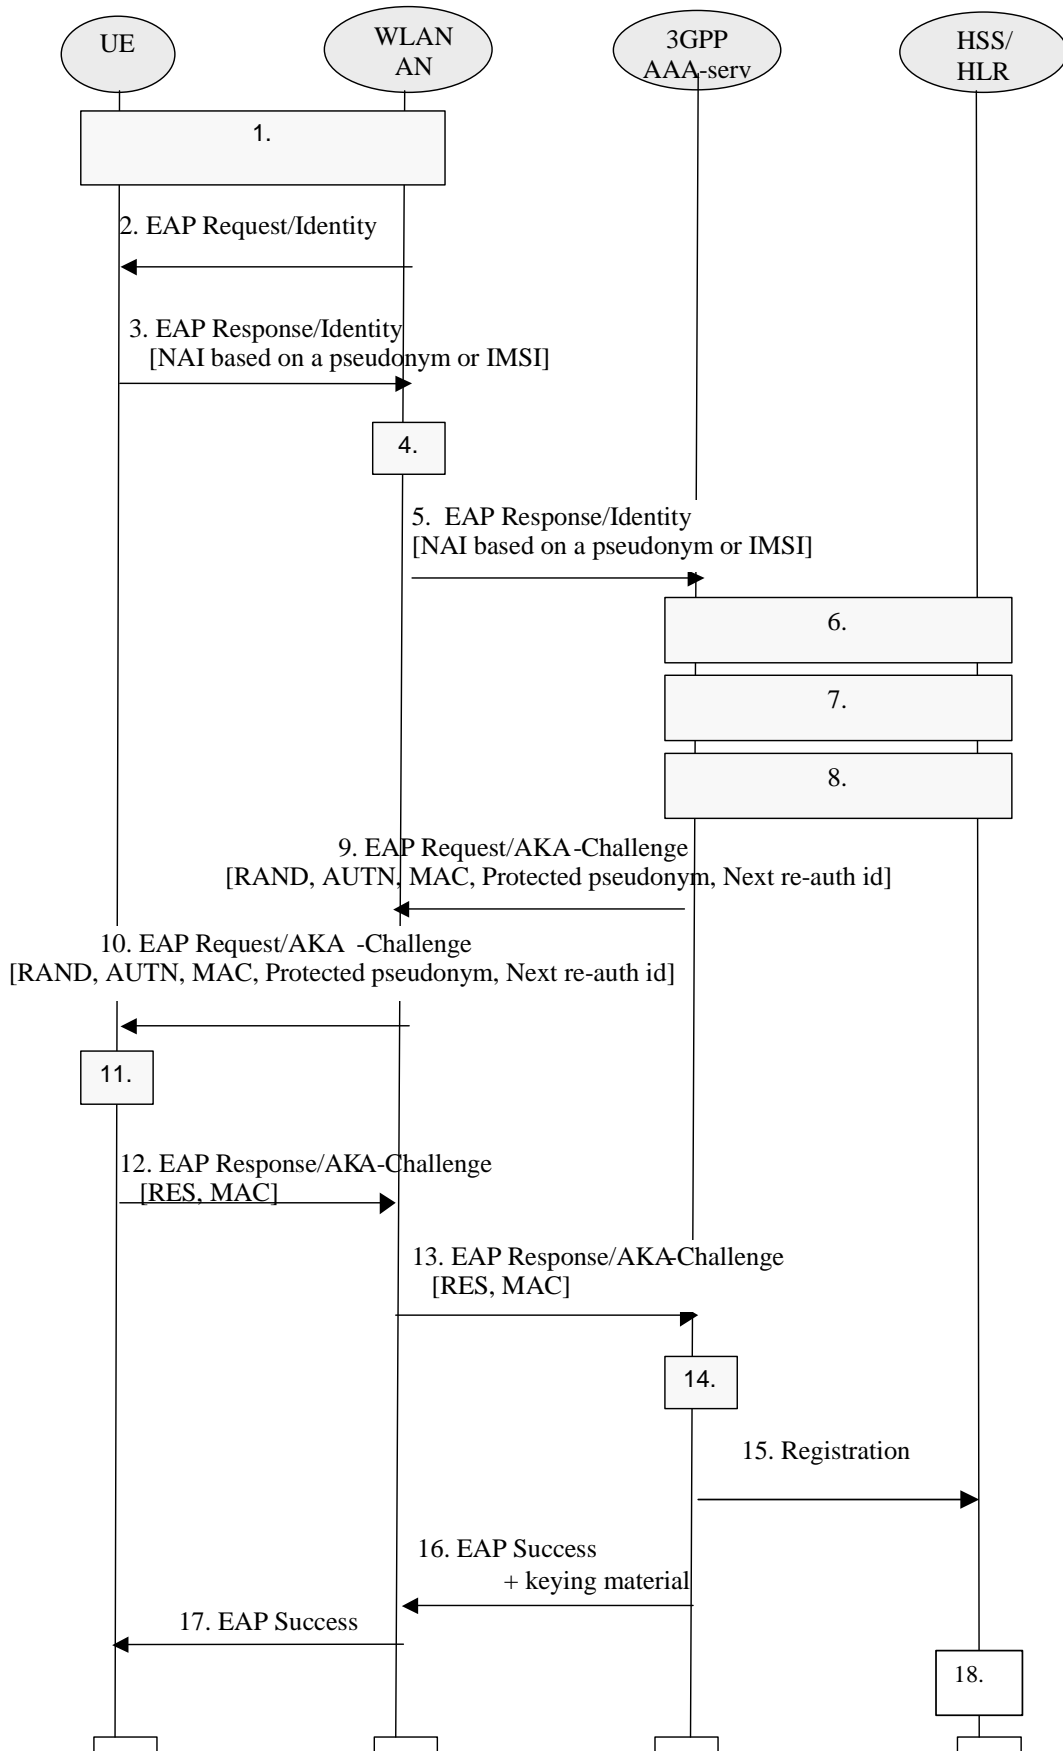 UE
WLAN
AN
3GPP
AAA-serv
HSS/
HLR
1.
2. EAP Request/Identity
3. EAP Response/Identity
[NAI based on a pseudonym or IMSI]
4.
5. EAP Response/Identity
[NAI based on a pseudonym or IMSI]
6.
7.
8.
9. EAP Request/AKA-Challenge
[RAND, AUTN, MAC, Protected pseudonym, Next re-auth id]
10. EAP Request/AKA -Challenge
[RAND, AUTN, MAC, Protected pseudonym, Next re-auth id]
11.
12. EAP Response/AKA-Challenge
[RES, MAC]
13. EAP Response/AKA-Challenge
[RES, MAC]
14.
15. Registration
16. EAP Success
+ keying material
17. EAP Success
18.